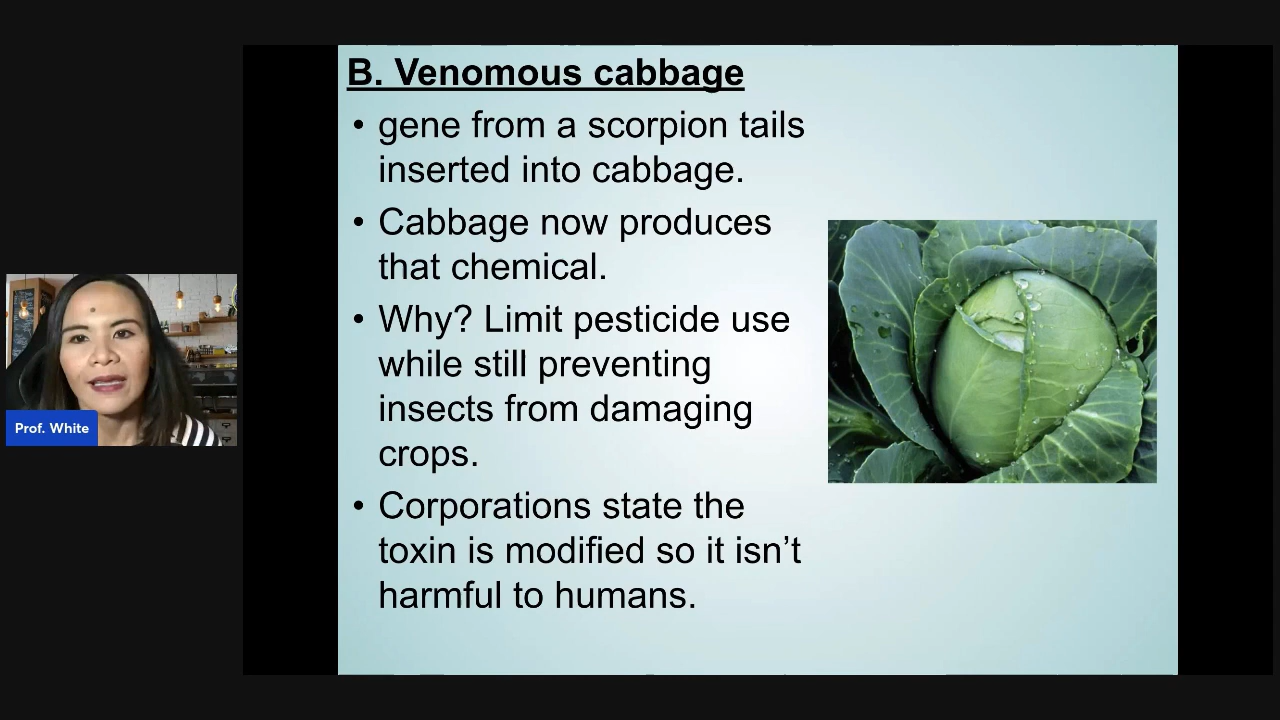 B. Venomous cabbage
• gene from a scorpion tails
inserted into cabbage.
• Cabbage now produces
that chemical.
• Why? Limit pesticide use
while still preventing
insects from damaging
crops.
• Corporations state the
toxin is modified so it isn’t
harmful to humans.
Prof. White